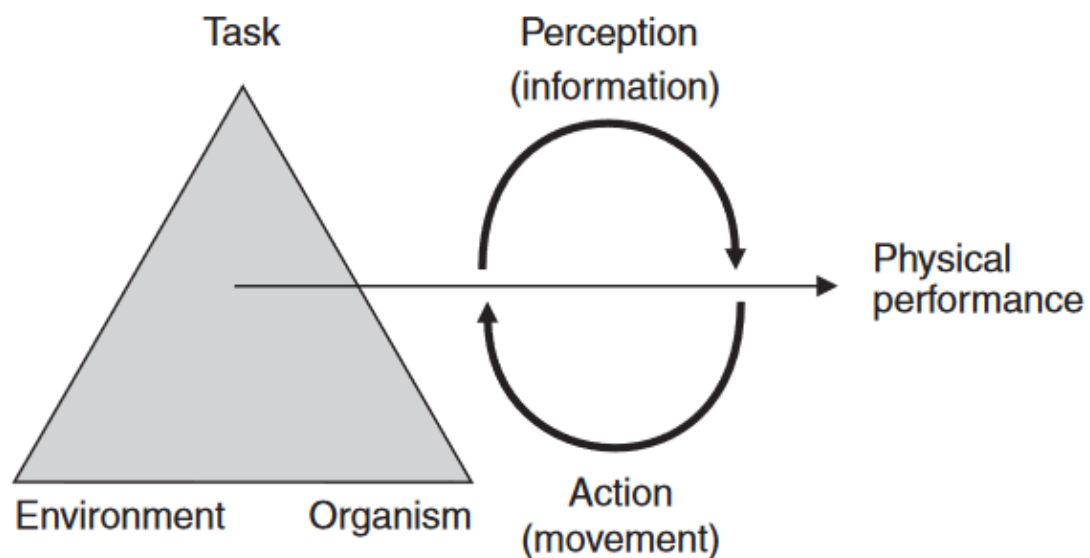 Task
Perception
(information)
Physical
performance
Environment
Organism
Action
(movement)